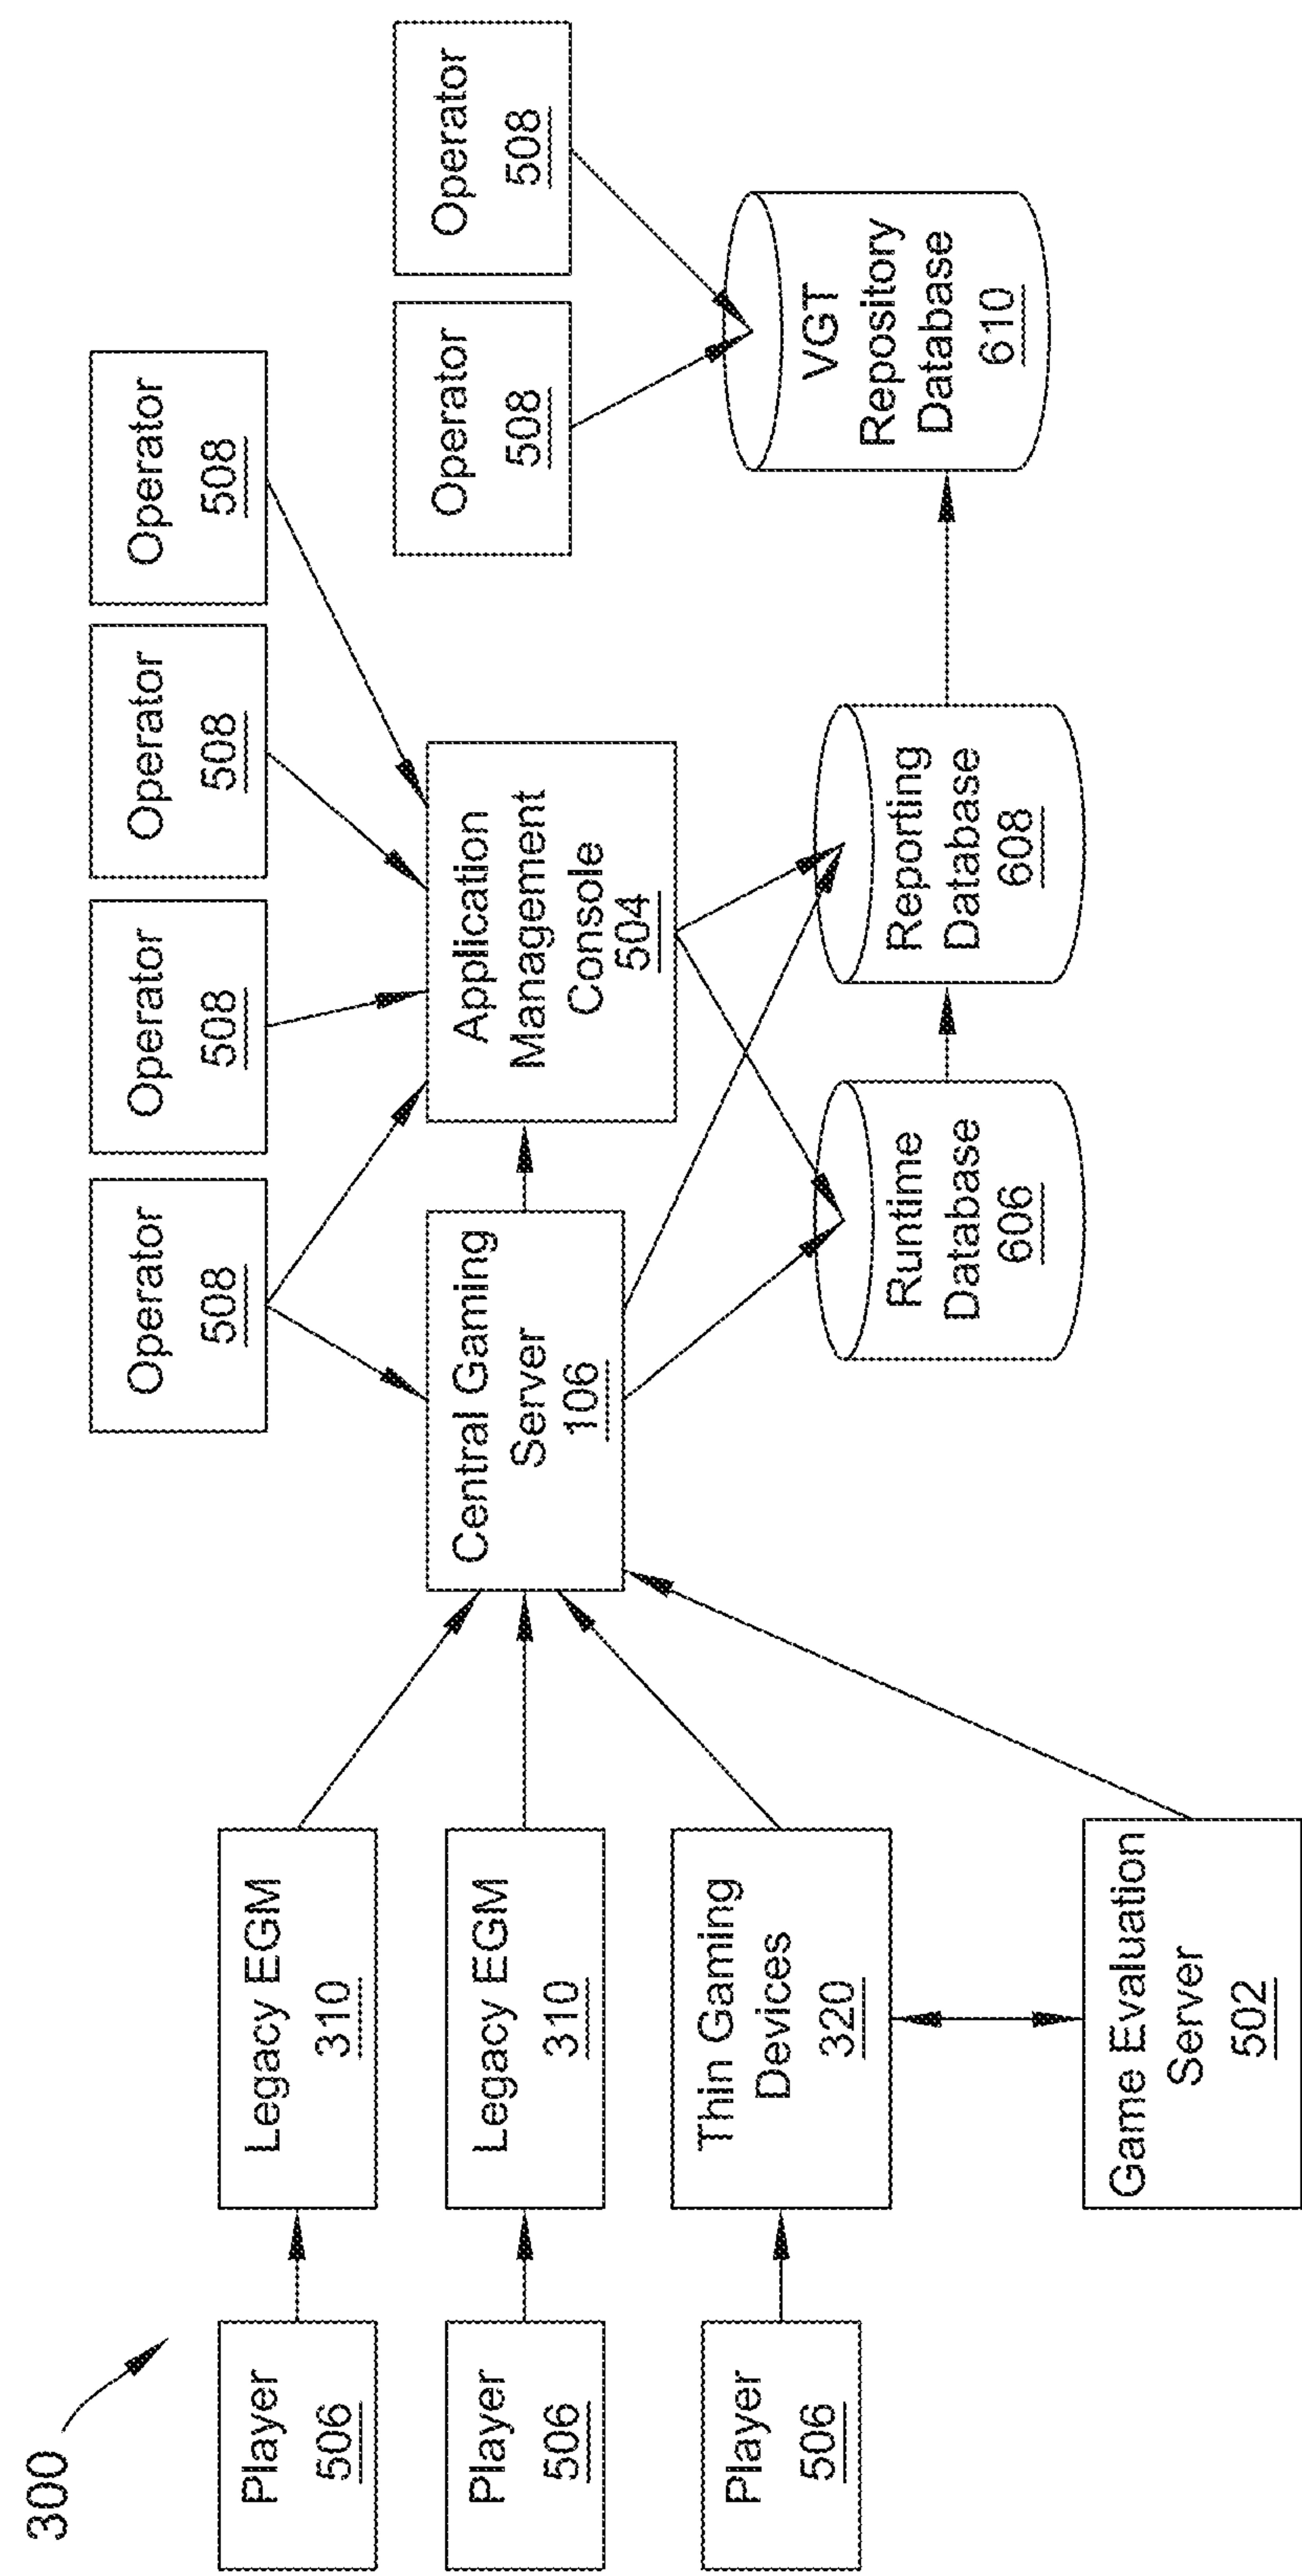 300
Player
506
Player
506
Player
506
Legacy EGM
310
Legacy EGM
310
Thin Gaming
Devices
320
Game Evaluation
Server
502
Central Gaming
Server
106
Operator
508
Operator
508
Operator
508
Operator
508
Application
Management
Console
504
Runtime
Database
606
Reporting
Database
608
Operator
508
Operator
508
VGT
Repository
Database
610